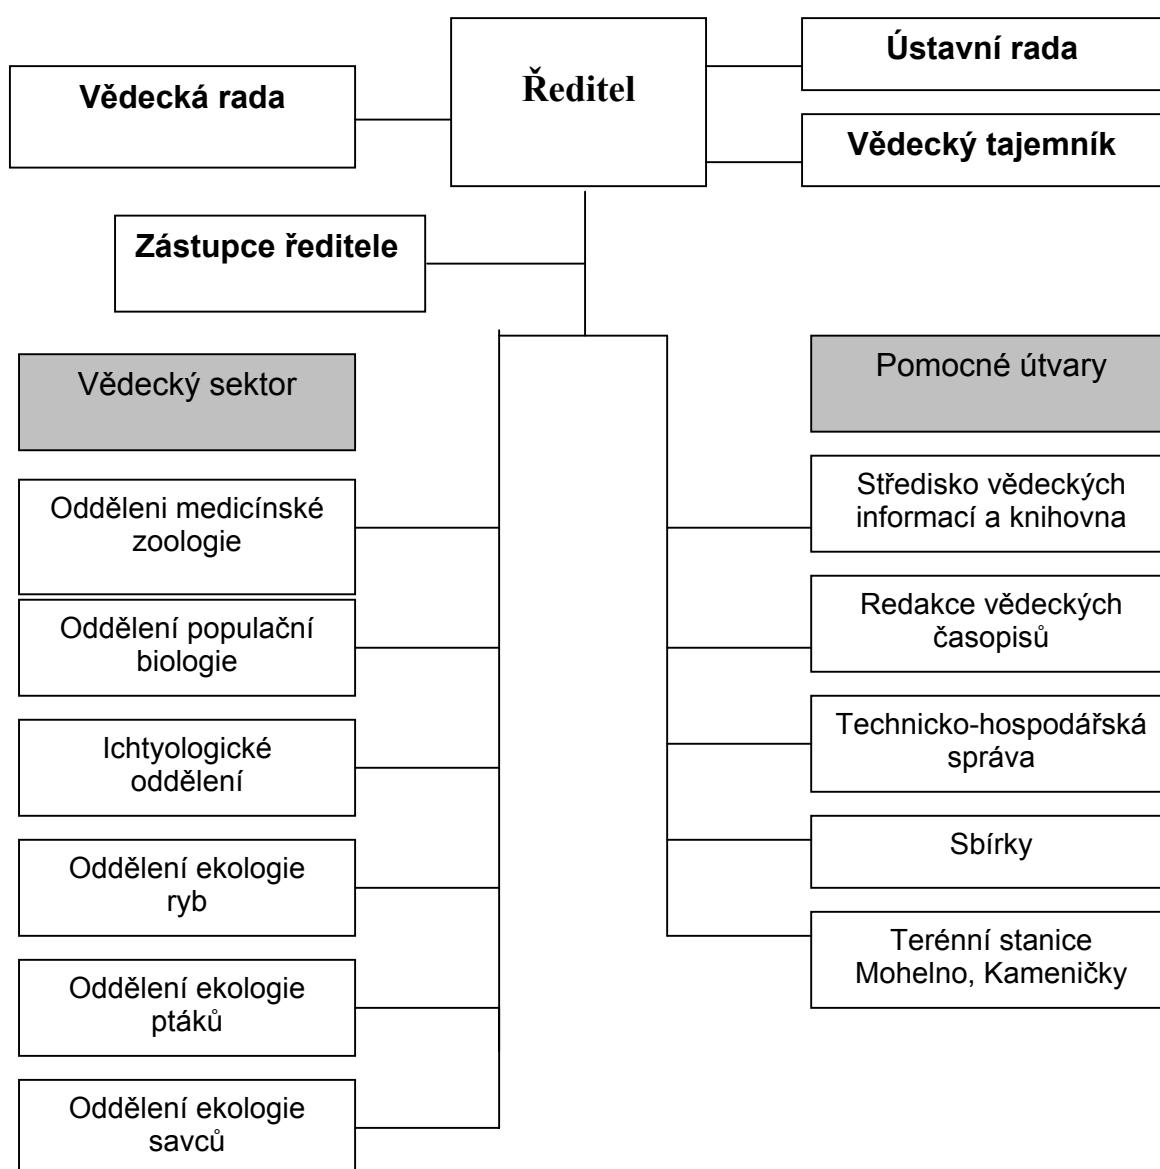 Ředitel
Ústavní rada
Vědecká rada
Vědecký tajemník
Zástupce ředitele
Vědecký sektor
Odděleni medicínské
zoologie
Oddělení populační
biologie
Ichtyologické
oddělení
Oddělení ekologie
ryb
Oddělení ekologie
ptáků
Oddělení ekologie
savců
Pomocné útvary
Středisko vědeckých
informací a knihovna
Redakce vědeckých
časopisů
Technicko-hospodářská
správa
Sbírky
Terénní stanice
Mohelno, Kameničky